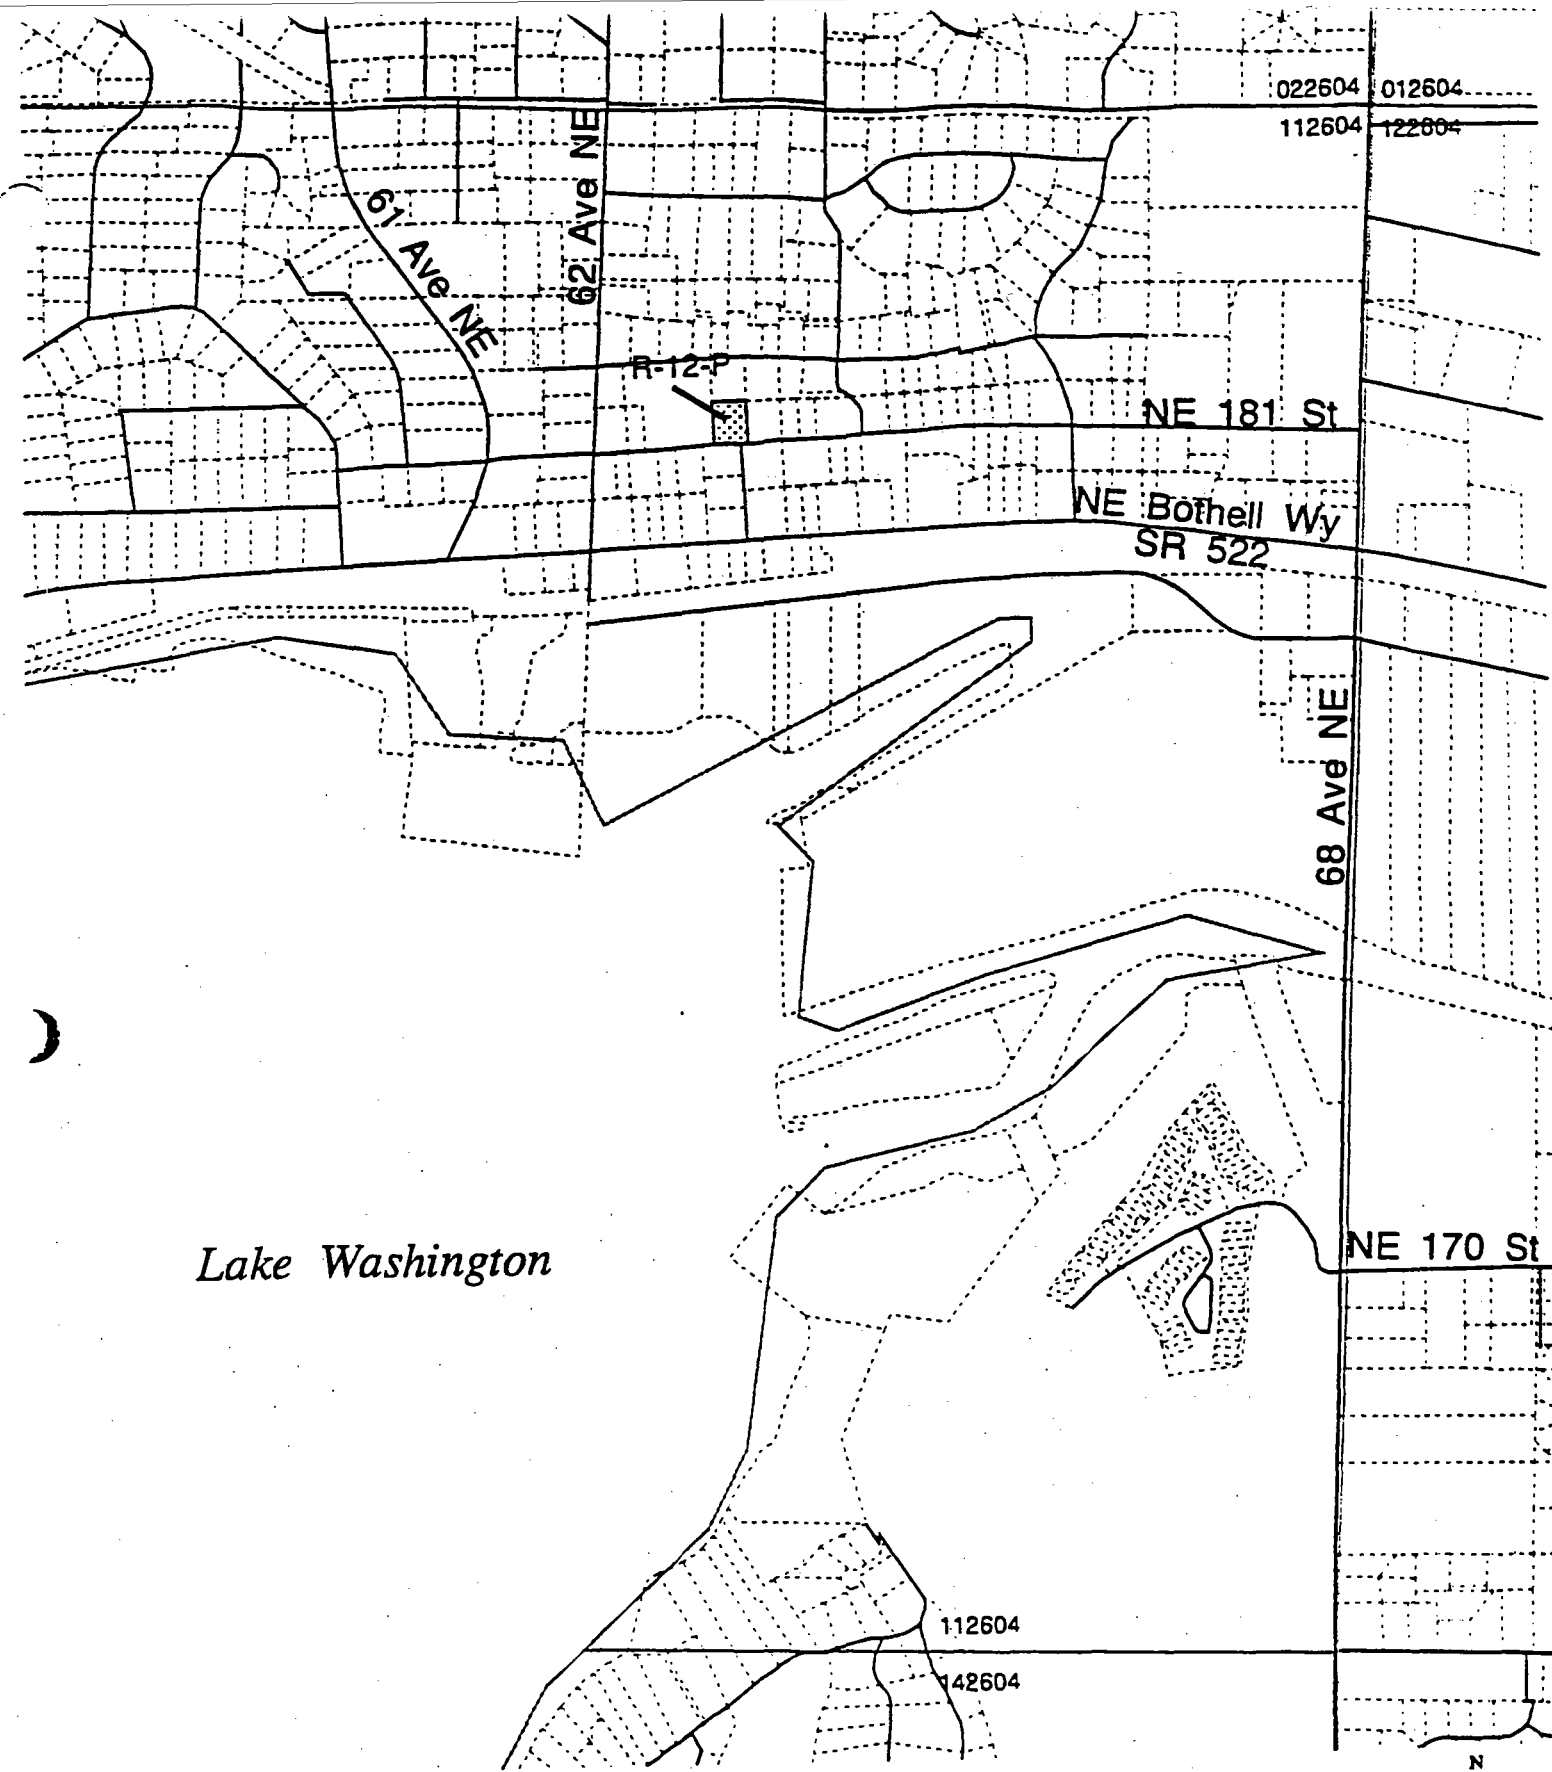 022604 012604
112604 122604
62 Ave NE
61 Ave NE
R-12-P
NE 181 St
NE Bothell Wy
SR 522
68 Ave NE
NE 170 St
Lake Washington
112604
142604
N